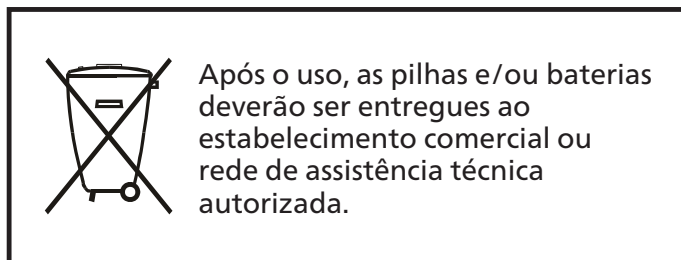 Após o uso, as pilhas e/ou baterias
deverão ser entregues ao
estabelecimento comercial ou
rede de assistência técnica
autorizada.